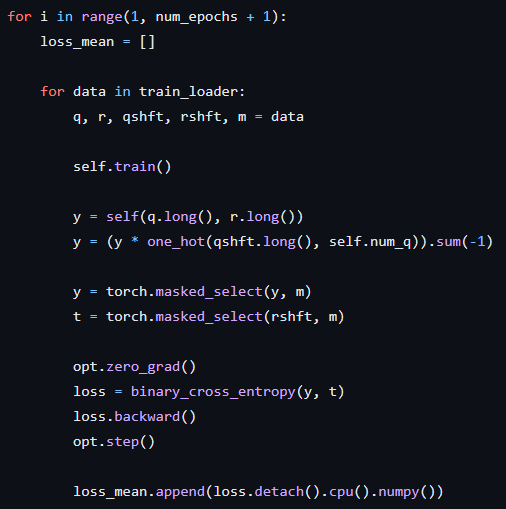 for i in range(1, num_epochs + 1):
    loss_mean = []

    for data in train_loader:
        q, r, qshft, rshft, m = data

        self.train()

        y = self(q.long(), r.long())
        y = (y * one_hot(qshft.long(), self.num_q)).sum(-1)

        y = torch.masked_select(y, m)
        t = torch.masked_select(rshft, m)

        opt.zero_grad()
        loss = binary_cross_entropy(y, t)
        loss.backward()
        opt.step()

        loss_mean.append(loss.detach().cpu().numpy())